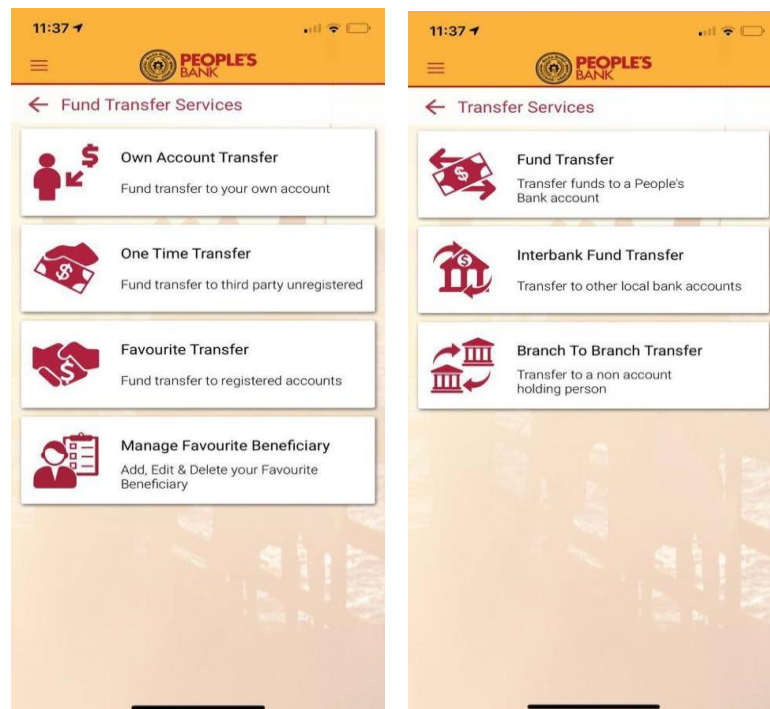 11:37
PEOPLE'S
BANK
Fund Transfer Services
$
Own Account Transfer
Fund transfer to your own account
$
One Time Transfer
Fund transfer to third party unregistered
$
Favourite Transfer
Fund transfer to registered accounts
Manage Favourite Beneficiary
Add, Edit & Delete your Favourite
Beneficiary
11:37
PEOPLE'S
BANK
Transfer Services
$
Fund Transfer
Transfer funds to a People's
Bank account
$
Interbank Fund Transfer
Transfer to other local bank accounts
Branch To Branch Transfer
Transfer to a non account
holding person